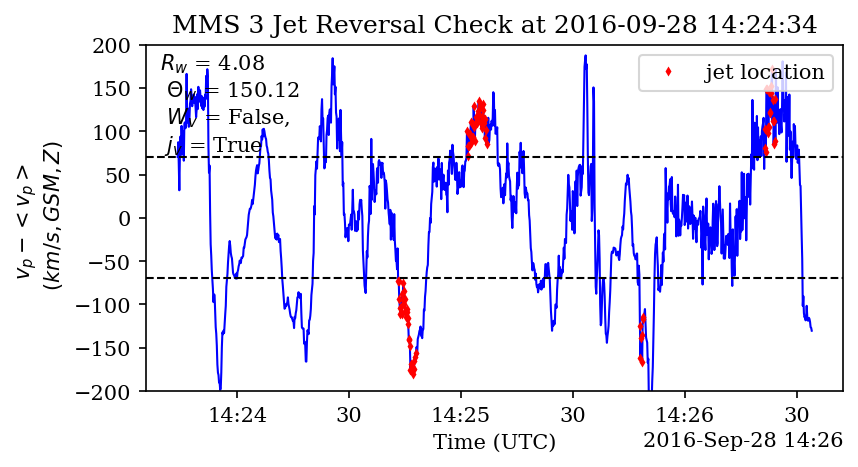 MMS 3 Jet Reversal Check at 2016-09-28 14:24:34
R_w = 4.08
Θ_w = 150.12
W_V = False,
j_V = True
jet location
v_p − < v_p >
(km/s, GSM, Z)
200
150
100
50
0
−50
−100
−150
−200
14:24
30
14:25
30
14:26
30
Time (UTC)
2016-Sep-28 14:26